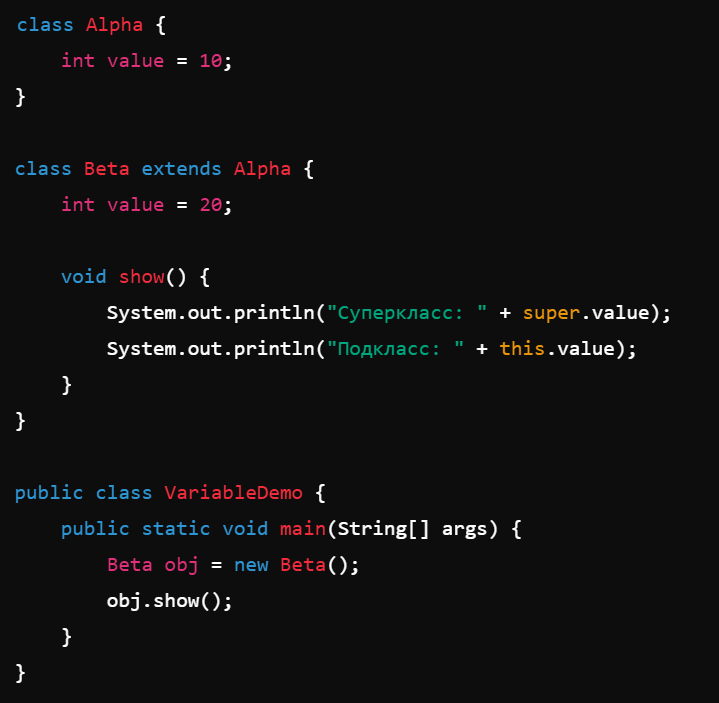 class Alpha {
    int value = 10;
}

class Beta extends Alpha {
    int value = 20;

    void show() {
        System.out.println("Суперкласс: " + super.value);
        System.out.println("Подкласс: " + this.value);
    }
}

public class VariableDemo {
    public static void main(String[] args) {
        Beta obj = new Beta();
        obj.show();
    }
}